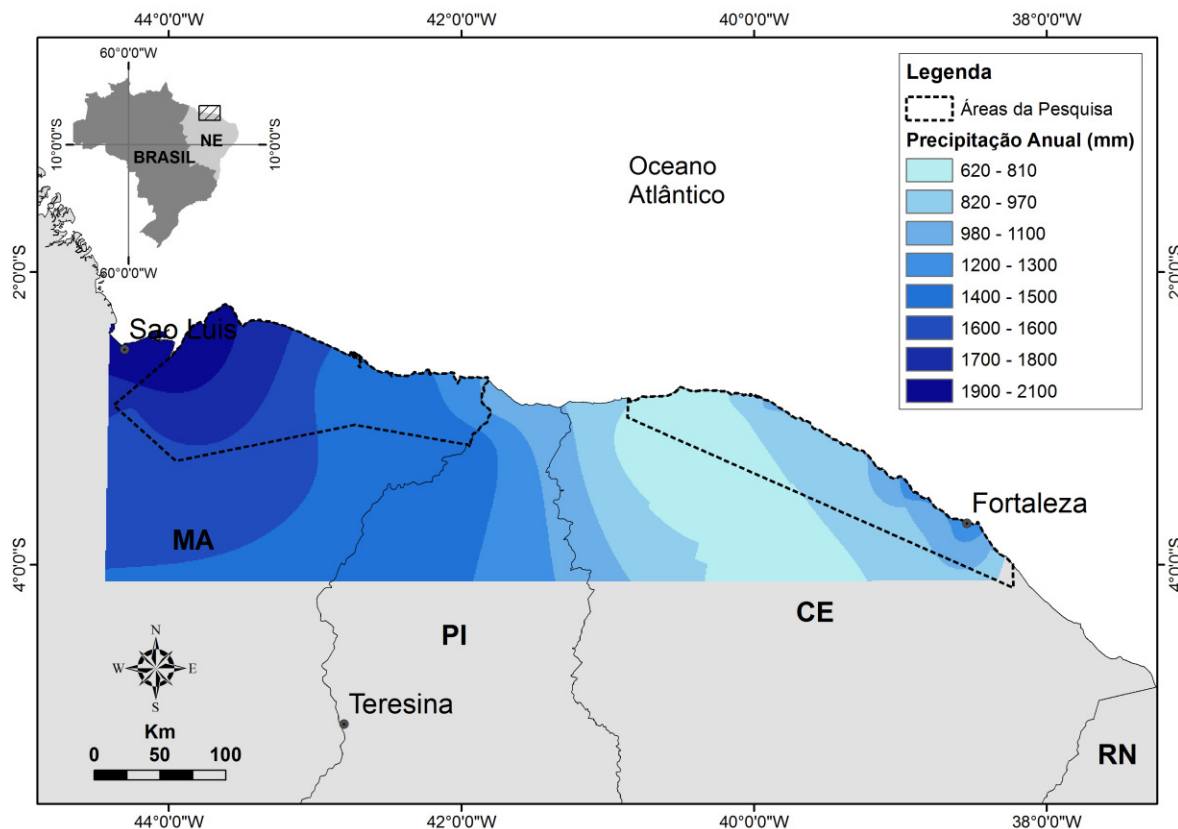 44°0'0"W
42°0'0"W
40°0'0"W
38°0'0"W
60°0'0"W
10°0'0"S
10°0'0"S
NE
BRASIL
60°0'0"W
Legenda
Áreas da Pesquisa
Precipitação Anual (mm)
620 - 810
820 - 970
980 - 1100
1200 - 1300
1400 - 1500
1600 - 1600
1700 - 1800
1900 - 2100
Oceano
Atlântico
2°0'0"S
2°0'0"S
Sao Luis
Fortaleza
MA
4°0'0"S
4°0'0"S
PI
CE
N
W
E
S
Teresina
Km
0 50 100
RN
44°0'0"W
42°0'0"W
40°0'0"W
38°0'0"W